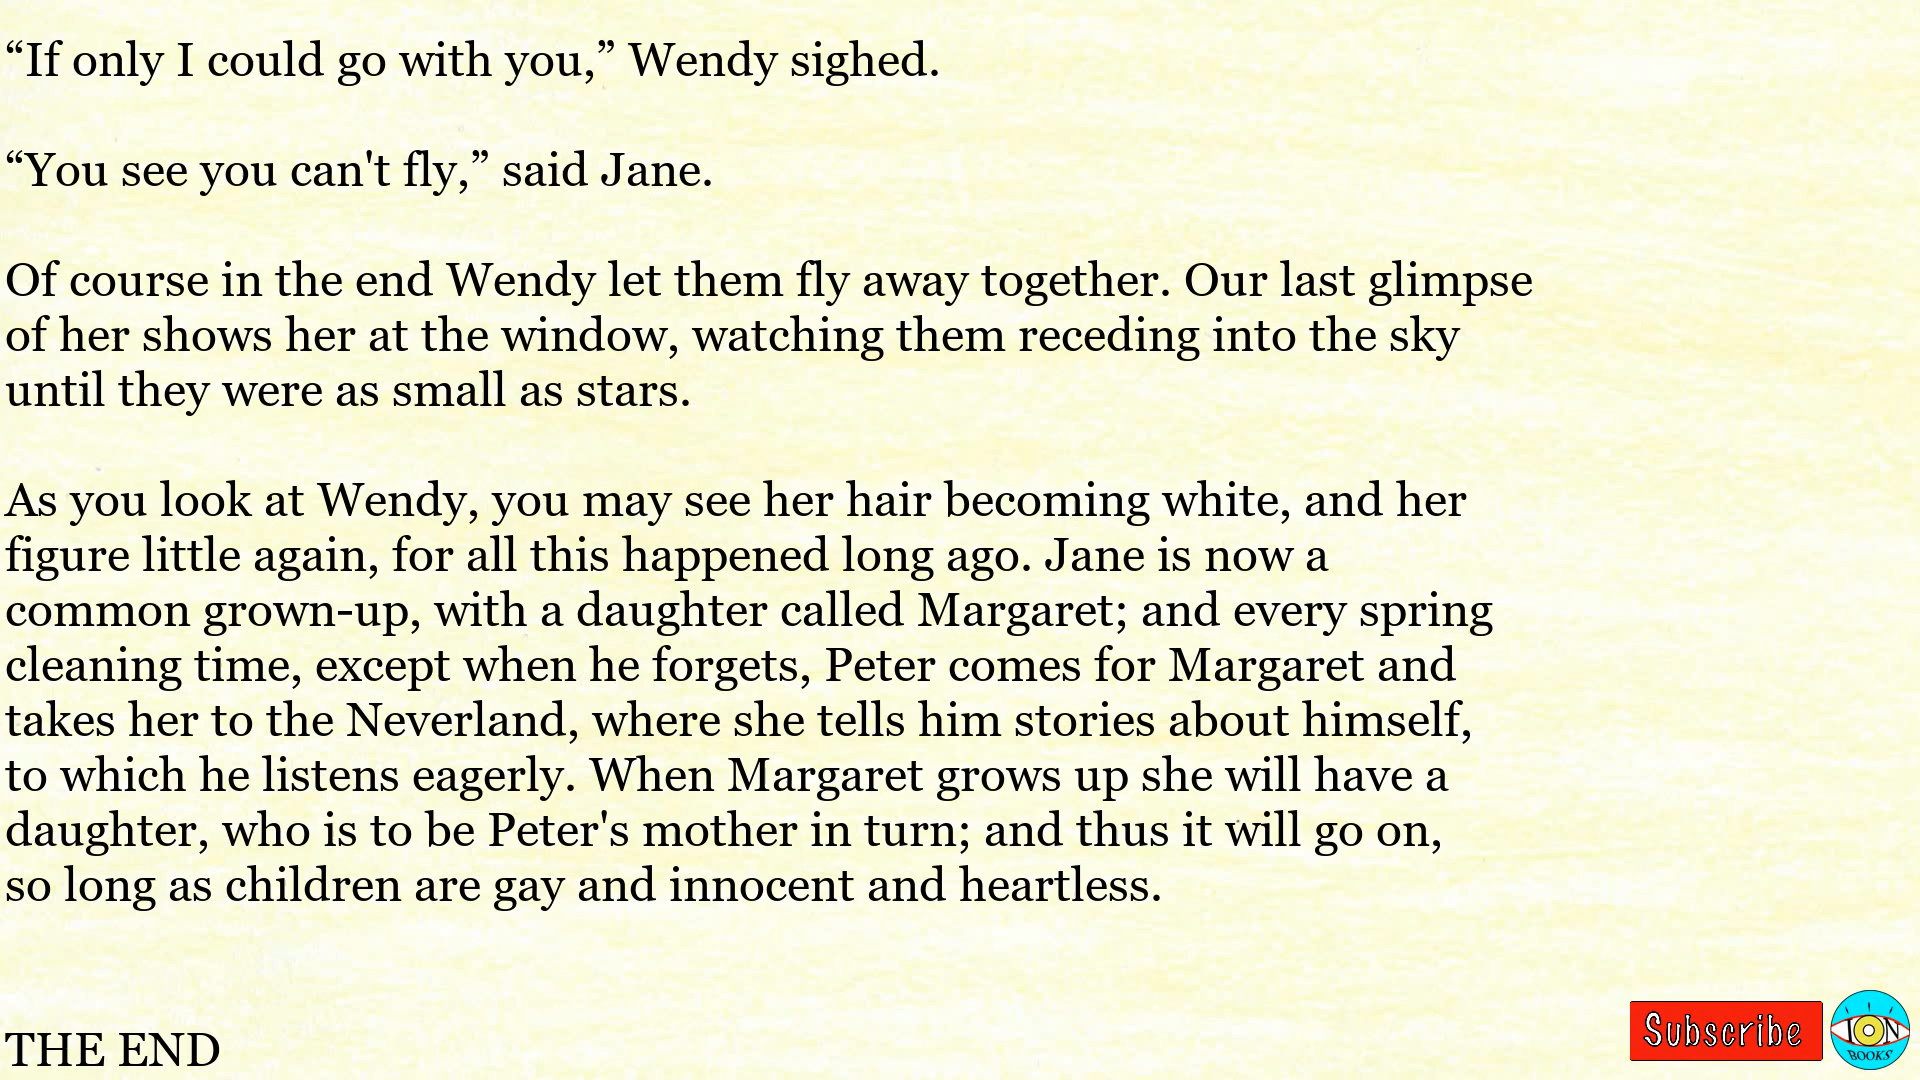 “If only I could go with you,” Wendy sighed.
“You see you can't fly,” said Jane.
Of course in the end Wendy let them fly away together. Our last glimpse
of her shows her at the window, watching them receding into the sky
until they were as small as stars.
As you look at Wendy, you may see her hair becoming white, and her
figure little again, for all this happened long ago. Jane is now a
common grown-up, with a daughter called Margaret; and every spring
cleaning time, except when he forgets, Peter comes for Margaret and
takes her to the Neverland, where she tells him stories about himself,
to which he listens eagerly. When Margaret grows up she will have a
daughter, who is to be Peter's mother in turn; and thus it will go on,
so long as children are gay and innocent and heartless.
THE END
Subscribe
ION
BOOKS